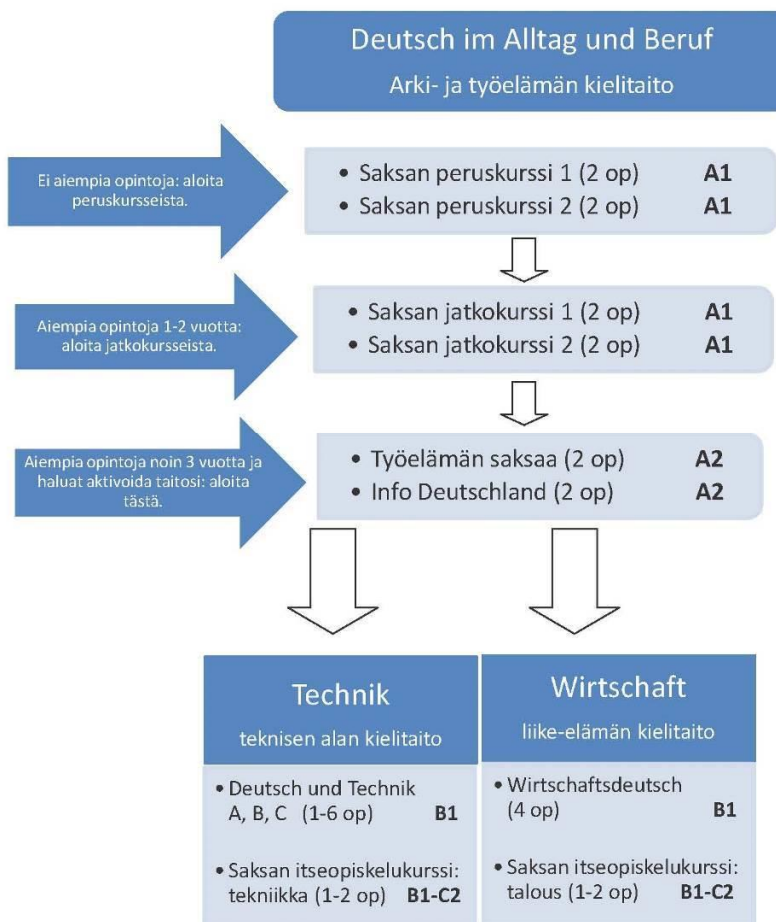 Deutsch im Alltag und Beruf
Arki- ja työelämän kielitaito
Ei aiempia opintoja: aloita
peruskursseista.
• Saksan peruskurssi 1 (2 op) A1
• Saksan peruskurssi 2 (2 op) A1
Aiempia opintoja 1-2 vuotta:
aloita jatkokursseista.
• Saksan jatkokurssi 1 (2 op) A1
• Saksan jatkokurssi 2 (2 op) A1
Aiempia opintoja noin 3 vuotta ja
haluat aktivoida taitosi: aloita
tästä.
• Työelämän saksaa (2 op) A2
• Info Deutschland (2 op) A2
Technik
teknisen alan kielitaito
• Deutsch und Technik
A, B, C (1-6 op) B1
• Saksan itseopiskelukurssi:
tekniikka (1-2 op) B1-C2
Wirtschaft
liike-elämän kielitaito
• Wirtschaftsdeutsch
(4 op) B1
• Saksan itseopiskelukurssi:
talous (1-2 op) B1-C2